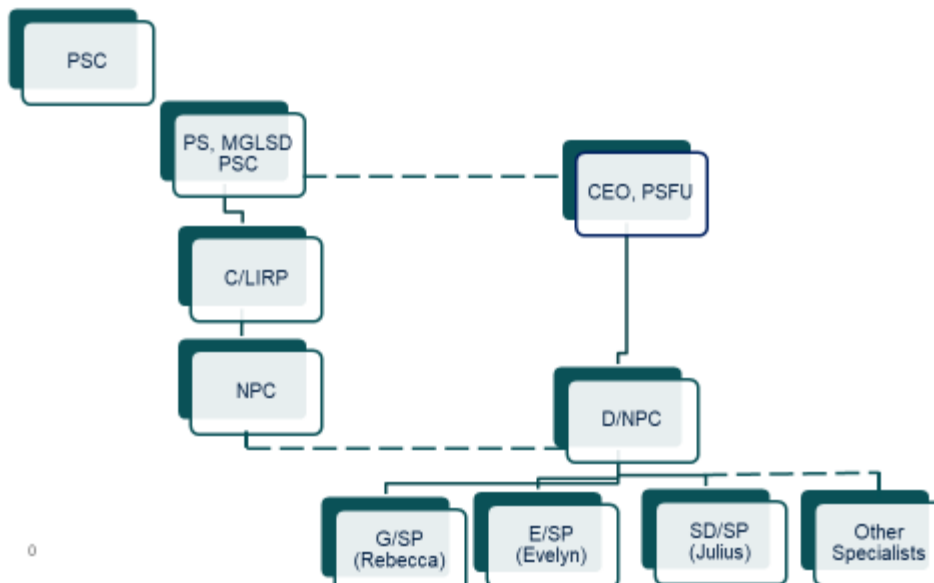 PSC
PS, MGLSD
PSC
CEO, PSFU
C/LIRP
NPC
D/NPC
G/SP
(Rebecca)
E/SP
(Evelyn)
SD/SP
(Julius)
Other
Specialists
0